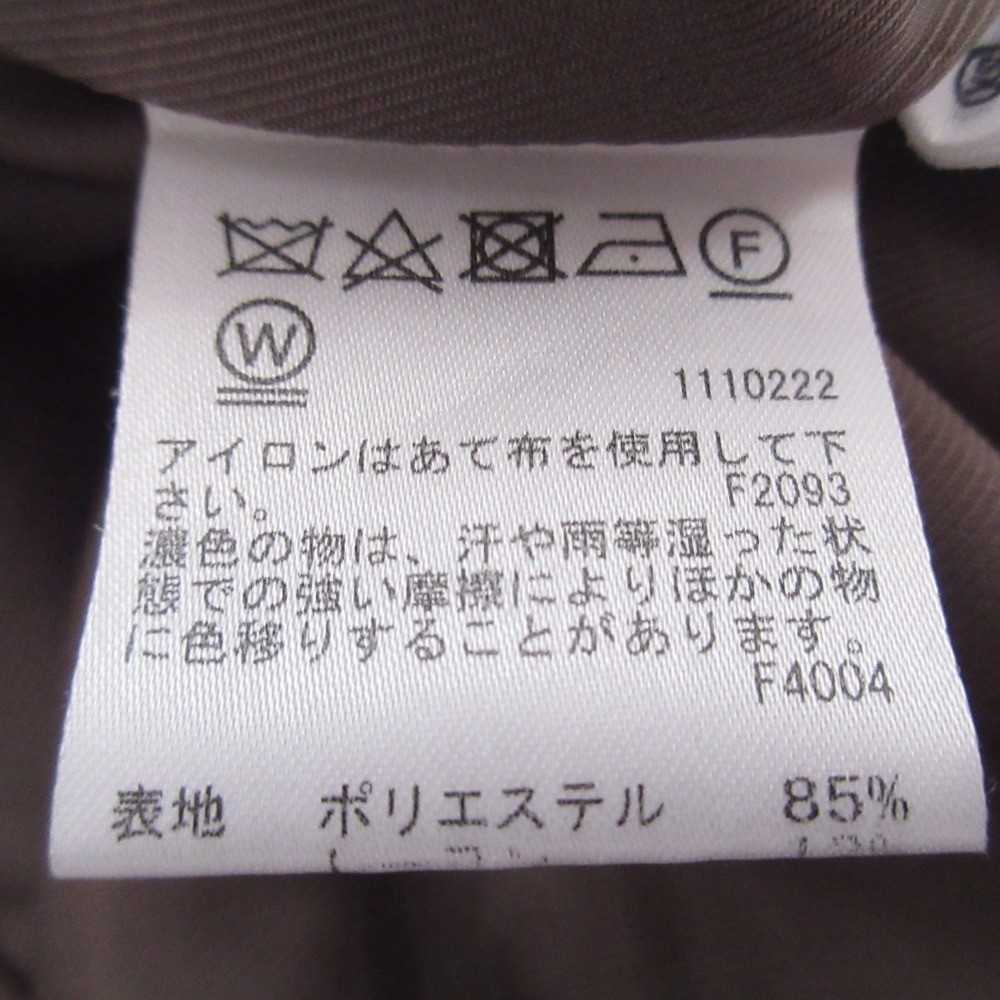 F
W
1110222
アイロンはあて布を使用して下
さい。 F2093
濃色の物は、汗や雨等湿った状
態での強い摩擦によりほかの物
に色移りすることがあります。
F4004
表地 ポリエステル 85%